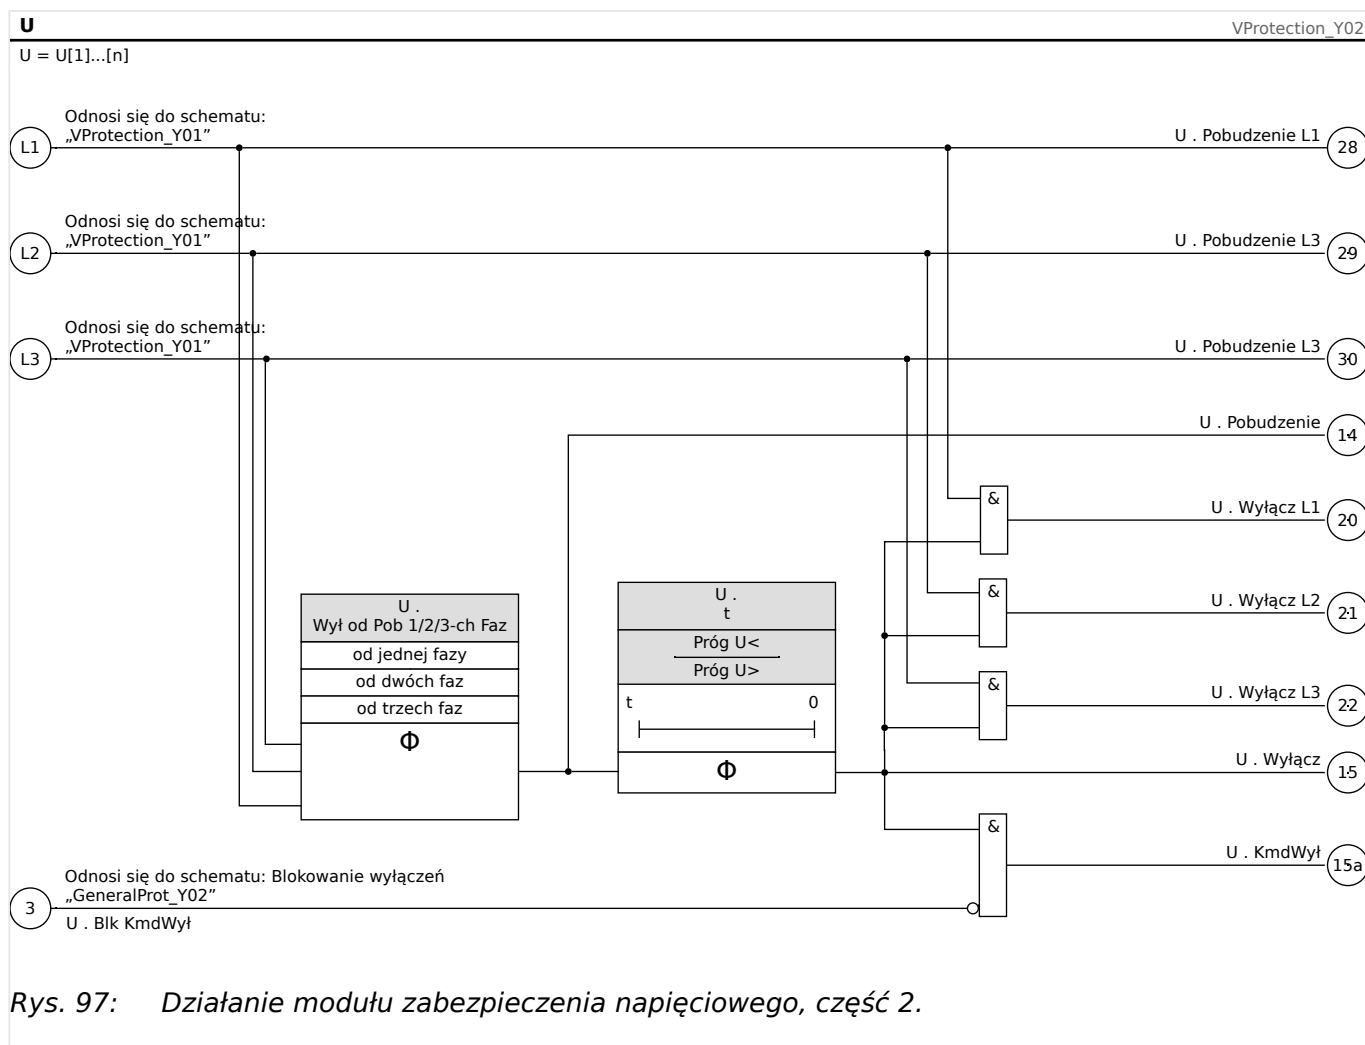 U
VProtection_Y02
U = U[1]...[n]
Odnosi się do schematu:
„VProtection_Y01”
L1
U . Pobudzenie L1
28
Odnosi się do schematu:
„VProtection_Y01”
L2
U . Pobudzenie L3
29
Odnosi się do schematu:
„VProtection_Y01”
L3
U . Pobudzenie L3
30
U . Pobudzenie
14
&
U . Wyłącz L1
20
&
U . Wyłącz L2
21
&
U . Wyłącz L3
22
U .
Wył od Pob 1/2/3-ch Faz
od jednej fazy
od dwóch faz
od trzech faz
Φ
U .
t
Próg U<
Próg U>
t 0
Φ
U . Wyłącz
15
&
U . KmdWył
15a
Odnosi się do schematu: Blokowanie wyłączeń
„GeneralProt_Y02”
3
U . Blk KmdWył
Rys. 97: Działanie modułu zabezpieczenia napięciowego, część 2.